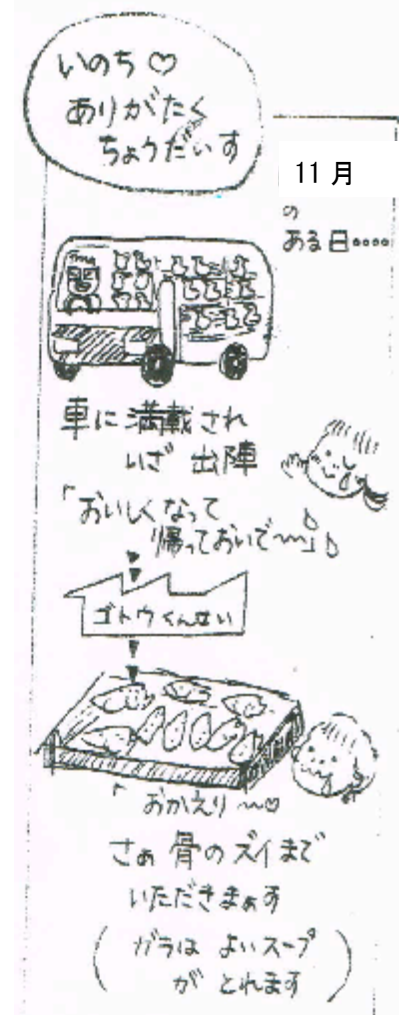 いのち♡
ありがたく
ちょうだいす
11月
の
ある日‥‥
車に満載され
いざ 出陣
「おいしくなって
帰っておいで〜」♪
ゴトウくんせい
「おかえり〜♡
さぁ 骨のズイまで
いただきまぁす
(ガラは よいスープ
が とれます)